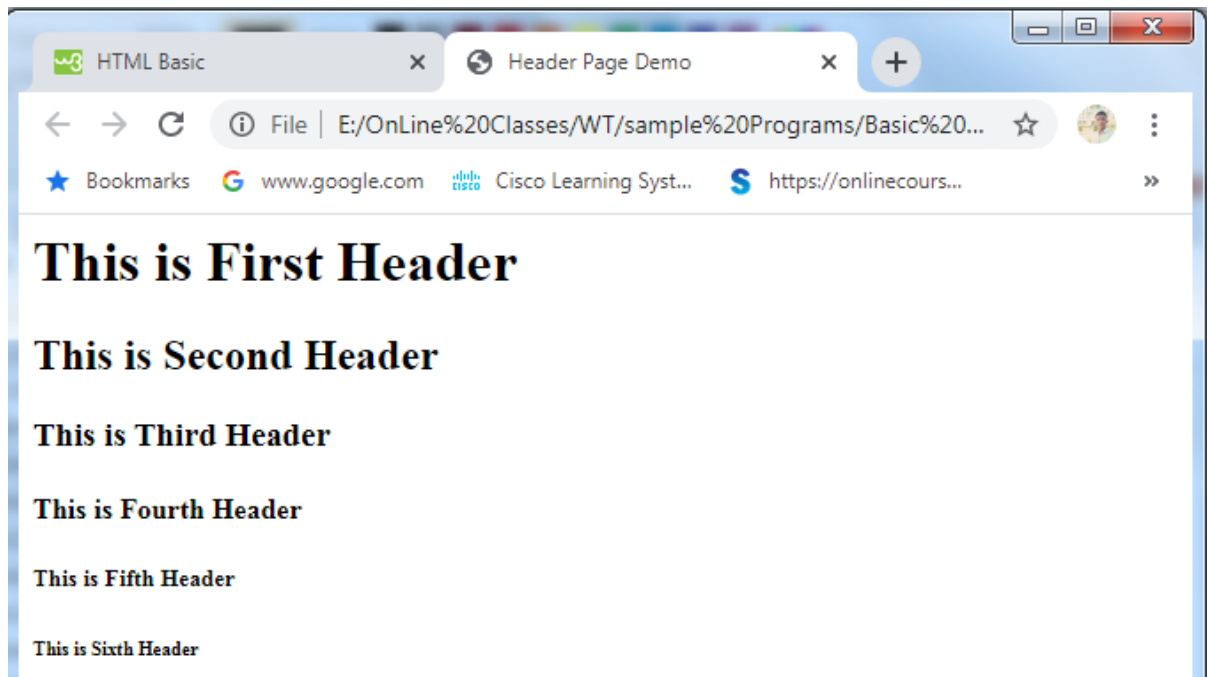 HTML Basic
Header Page Demo
File | E:/OnLine%20Classes/WT/sample%20Programs/Basic%20...
Bookmarks www.google.com Cisco Learning Syst... https://onlinecours...
This is First Header
This is Second Header
This is Third Header
This is Fourth Header
This is Fifth Header
This is Sixth Header